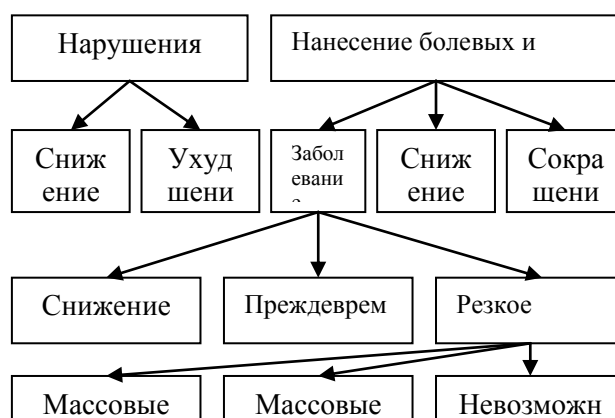 Нарушения
Нанесение болевых и
Сниж
ение
Ухуд
шени
Забол
евани
Сниж
ение
Сокра
щени
Снижение
Преждеврем
Резкое
Массовые
Массовые
Невозможн